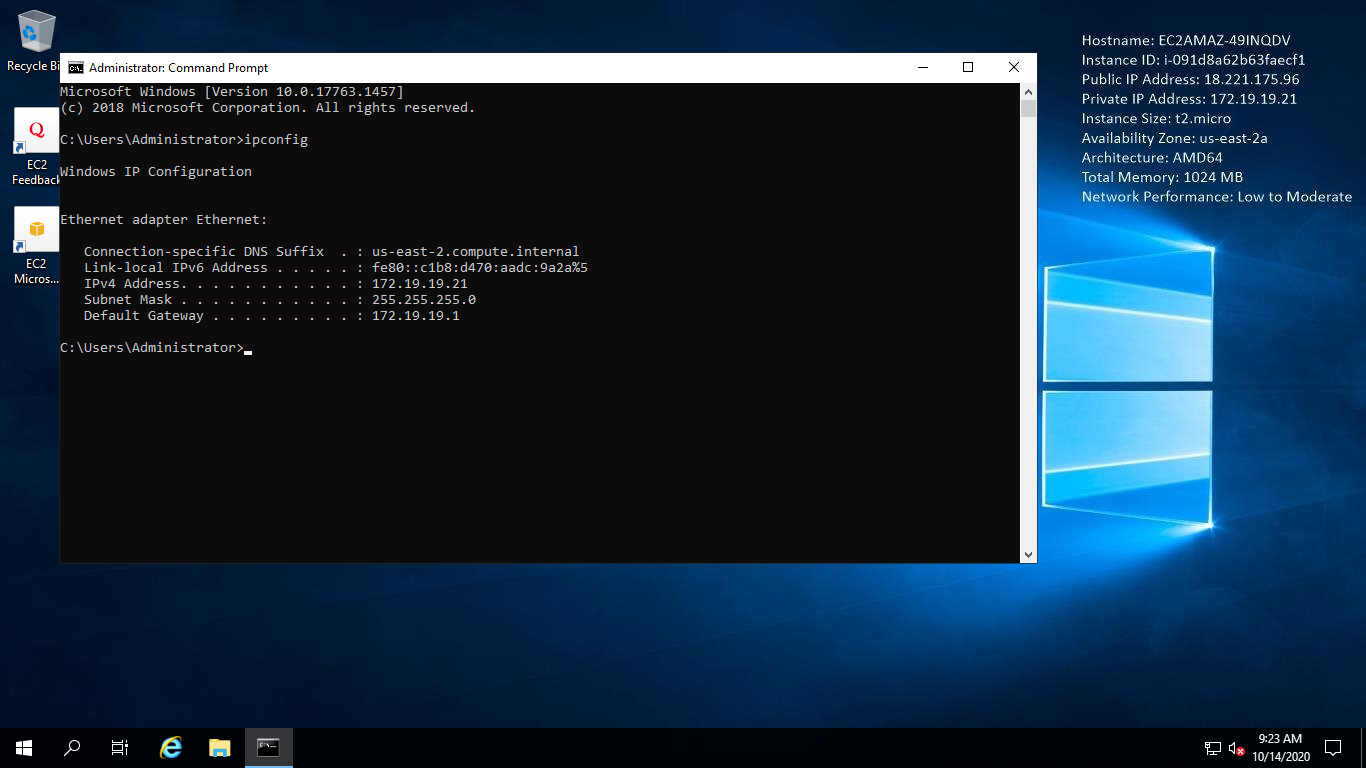 Recycle Bi
Q
EC2
Feedback
EC2
Micros...
Administrator: Command Prompt
Microsoft Windows [Version 10.0.17763.1457]
(c) 2018 Microsoft Corporation. All rights reserved.
C:\Users\Administrator>ipconfig
Windows IP Configuration
Ethernet adapter Ethernet:
Connection-specific DNS Suffix  . : us-east-2.compute.internal
Link-local IPv6 Address . . . . . : fe80::c1b8:d470:aadc:9a2a%5
IPv4 Address. . . . . . . . . . . : 172.19.19.21
Subnet Mask . . . . . . . . . . . : 255.255.255.0
Default Gateway . . . . . . . . . : 172.19.19.1
C:\Users\Administrator>
Hostname: EC2AMAZ-49INQDV
Instance ID: i-091d8a62b63faecf1
Public IP Address: 18.221.175.96
Private IP Address: 172.19.19.21
Instance Size: t2.micro
Availability Zone: us-east-2a
Architecture: AMD64
Total Memory: 1024 MB
Network Performance: Low to Moderate
9:23 AM
10/14/2020